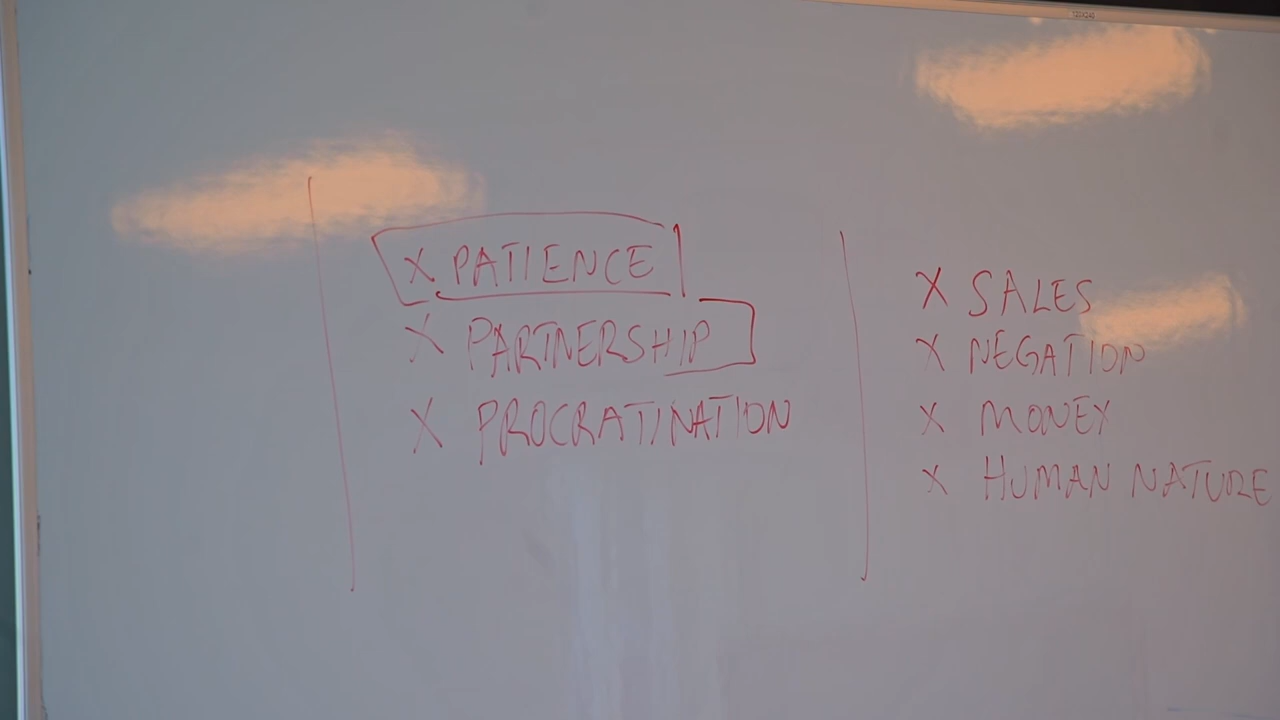 X PATIENCE
X PARTNERSHIP
X PROCRATINATION
X SALES
X NEGATION
X MONEY
X HUMAN NATURE